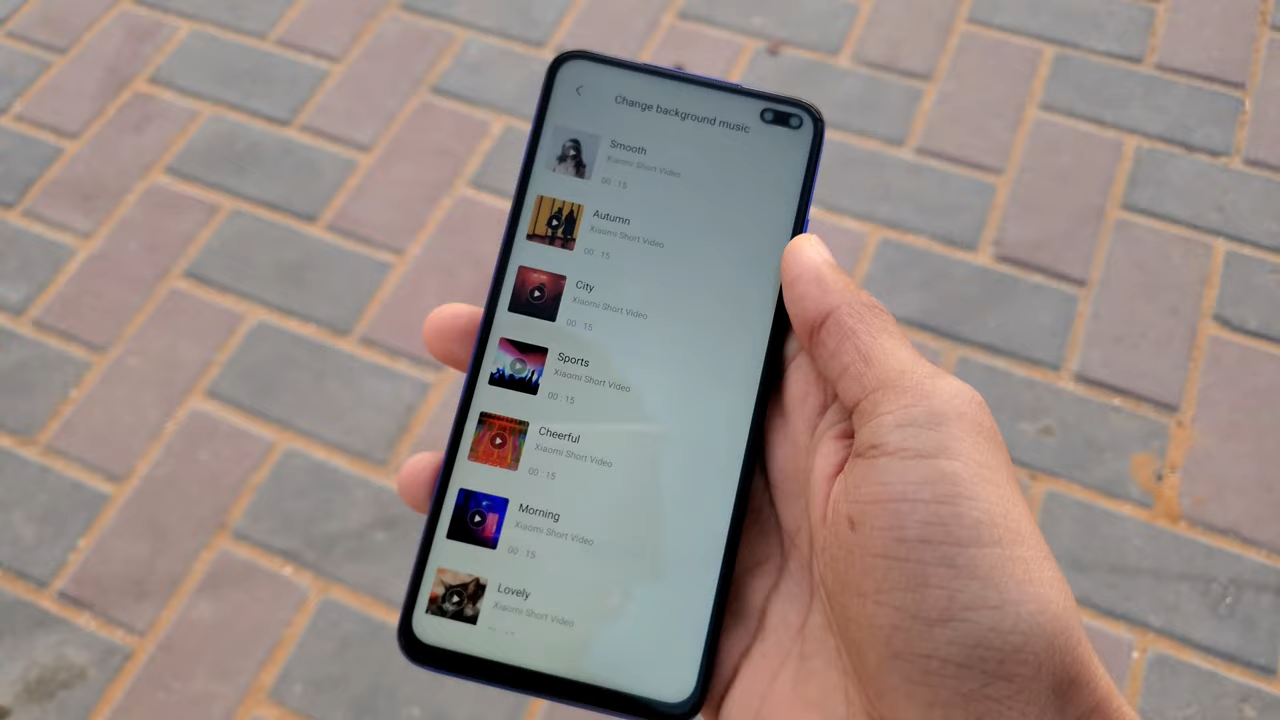 Change background music
Smooth
Xiaomi Short Video
00 : 15
Autumn
Xiaomi Short Video
00 : 15
City
Xiaomi Short Video
00 : 15
Sports
Xiaomi Short Video
00 : 15
Cheerful
Xiaomi Short Video
00 : 15
Morning
Xiaomi Short Video
00 : 15
Lovely
Xiaomi Short Video